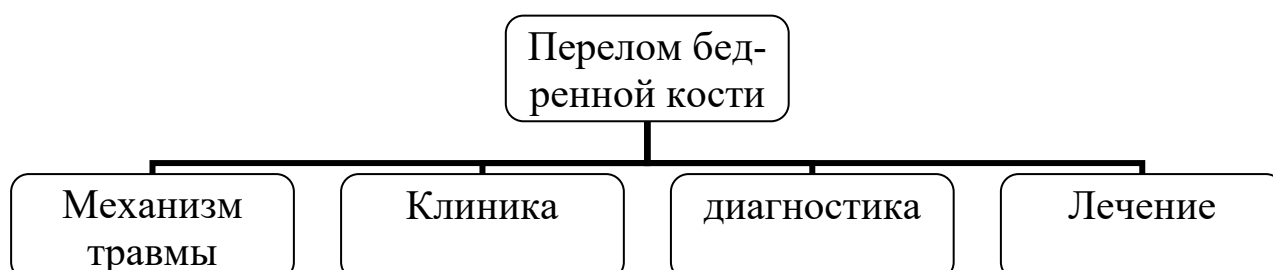 Перелом бед-
ренной кости
Механизм
травмы
Клиника
диагностика
Лечение